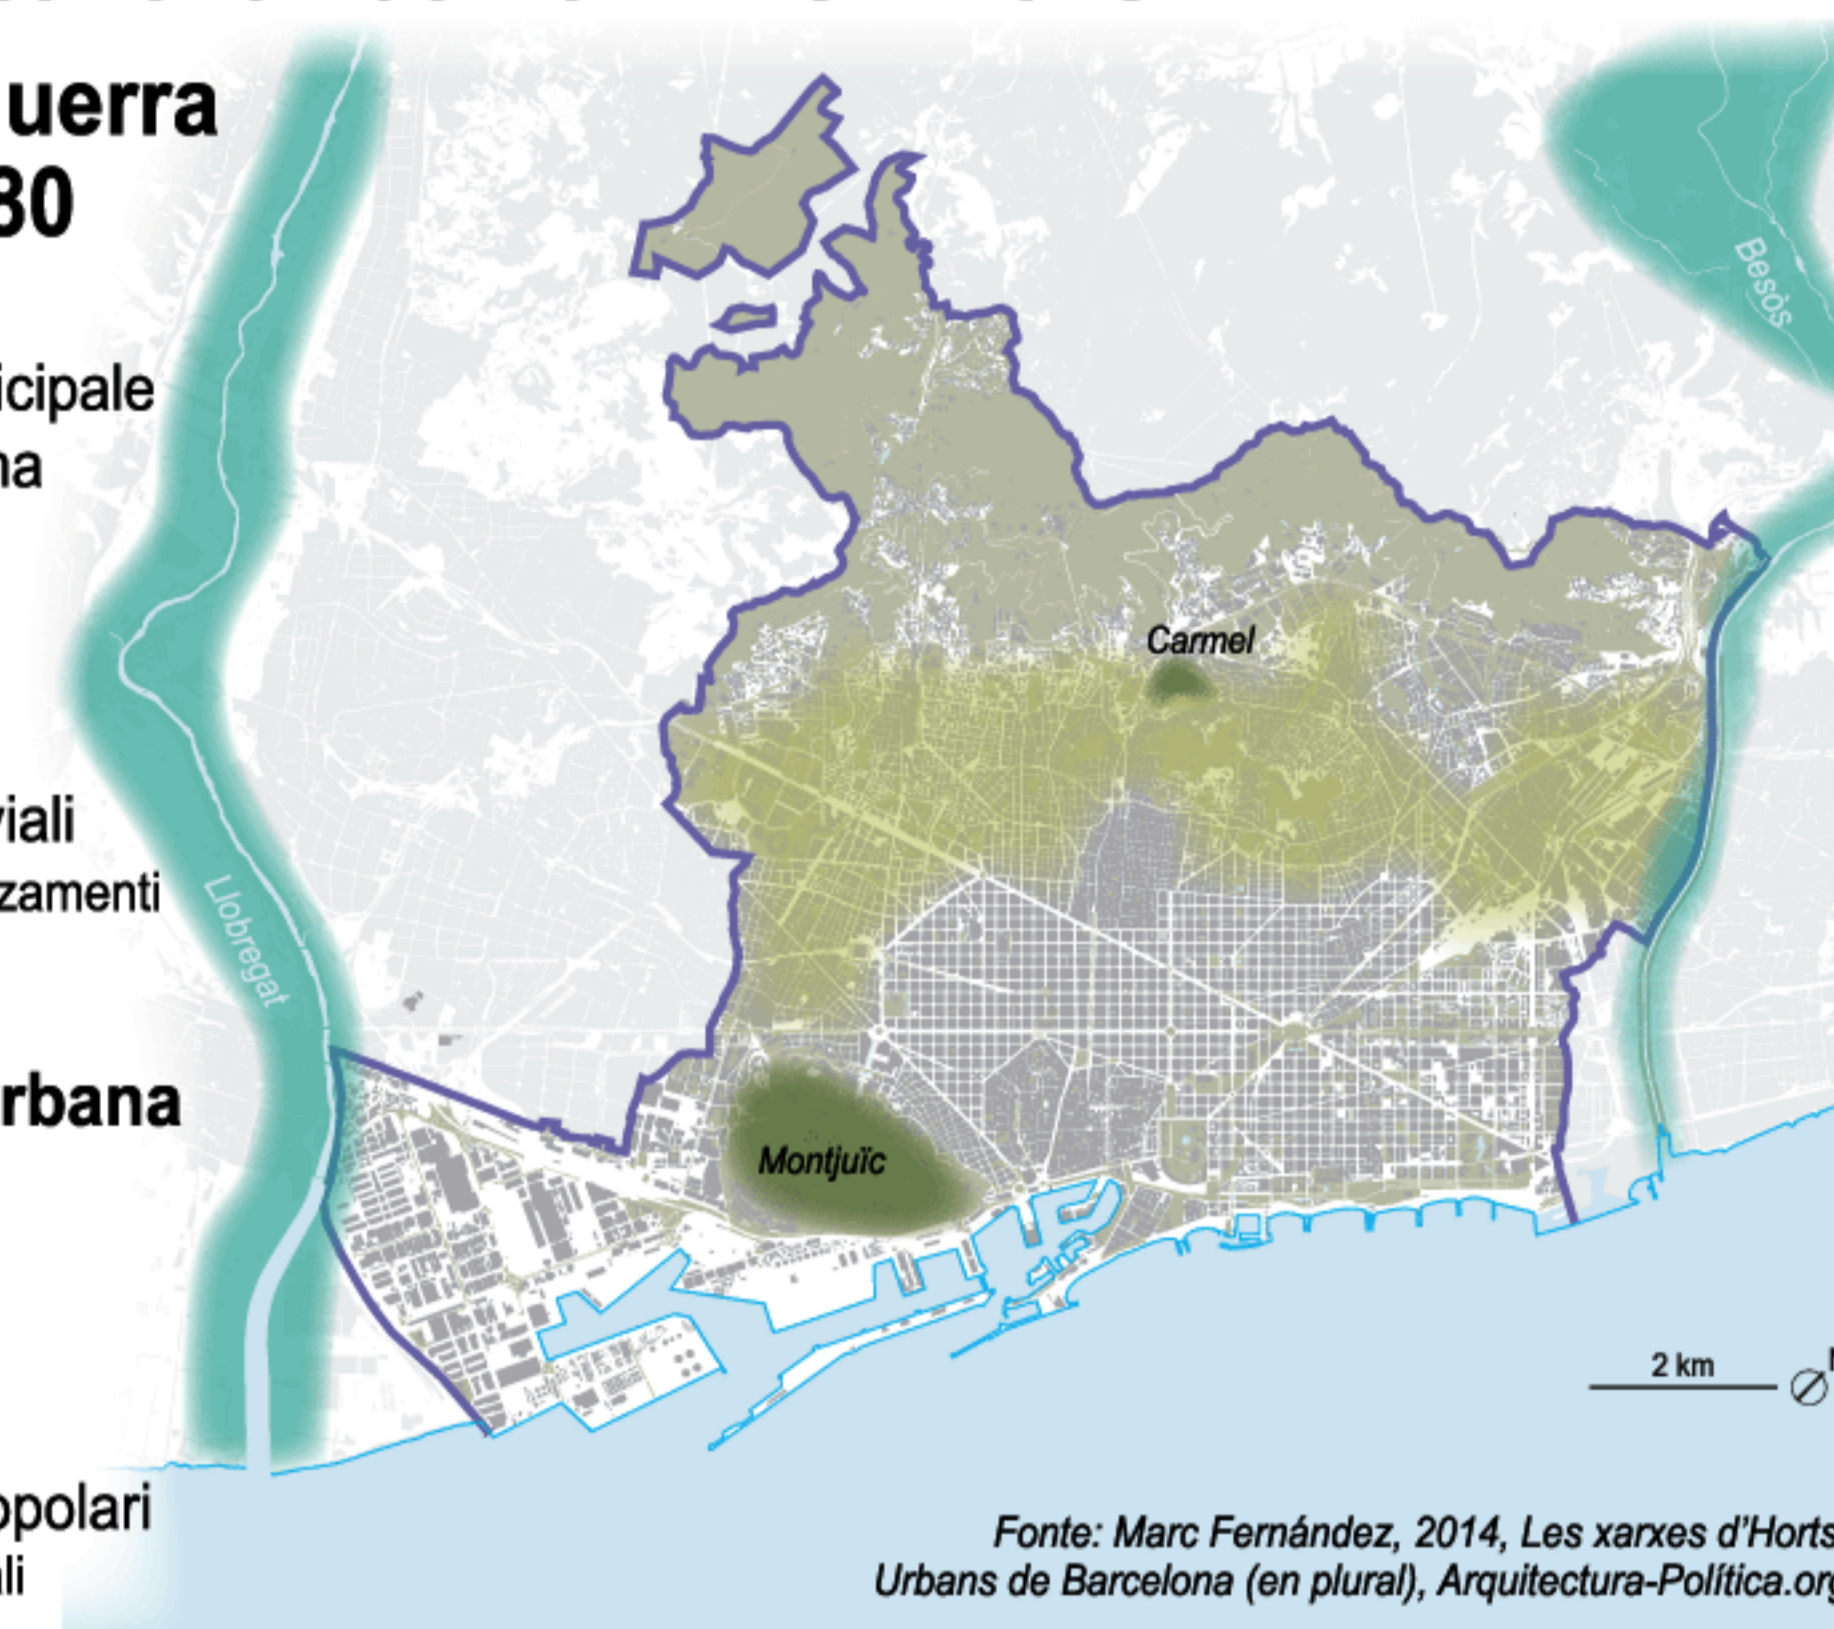 uerra
80
icipale
na
Besòs
Carmel
viali
zamenti
Llobregat
rbana
Montjuïc
2 km
opolari
ali
Fonte: Marc Fernández, 2014, Les xarxes d'Horts
Urbans de Barcelona (en plural), Arquitectura-Política.org